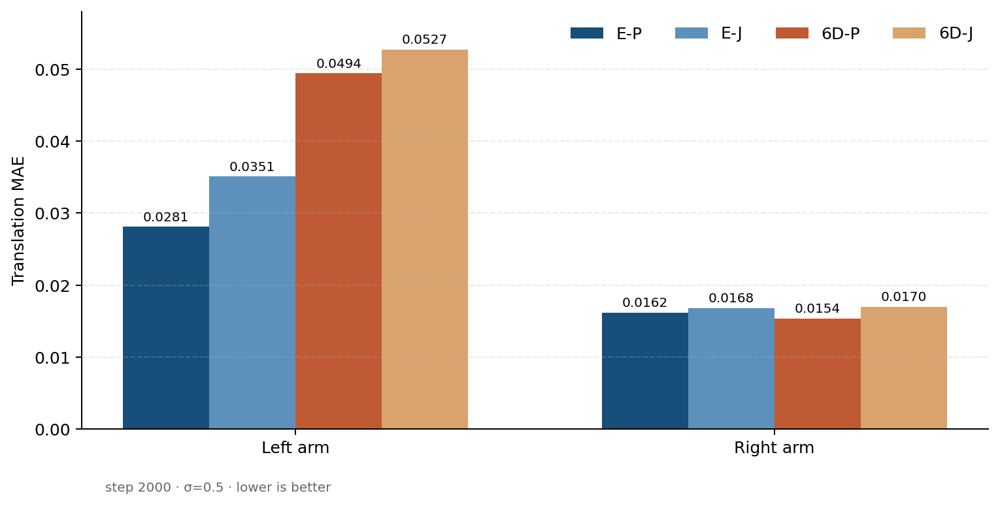 E-P E-J 6D-P 6D-J
Translation MAE
0.05
0.04
0.03
0.02
0.01
0.00
0.0281
0.0351
0.0494
0.0527
0.0162
0.0168
0.0154
0.0170
Left arm
Right arm
step 2000 · σ=0.5 · lower is better